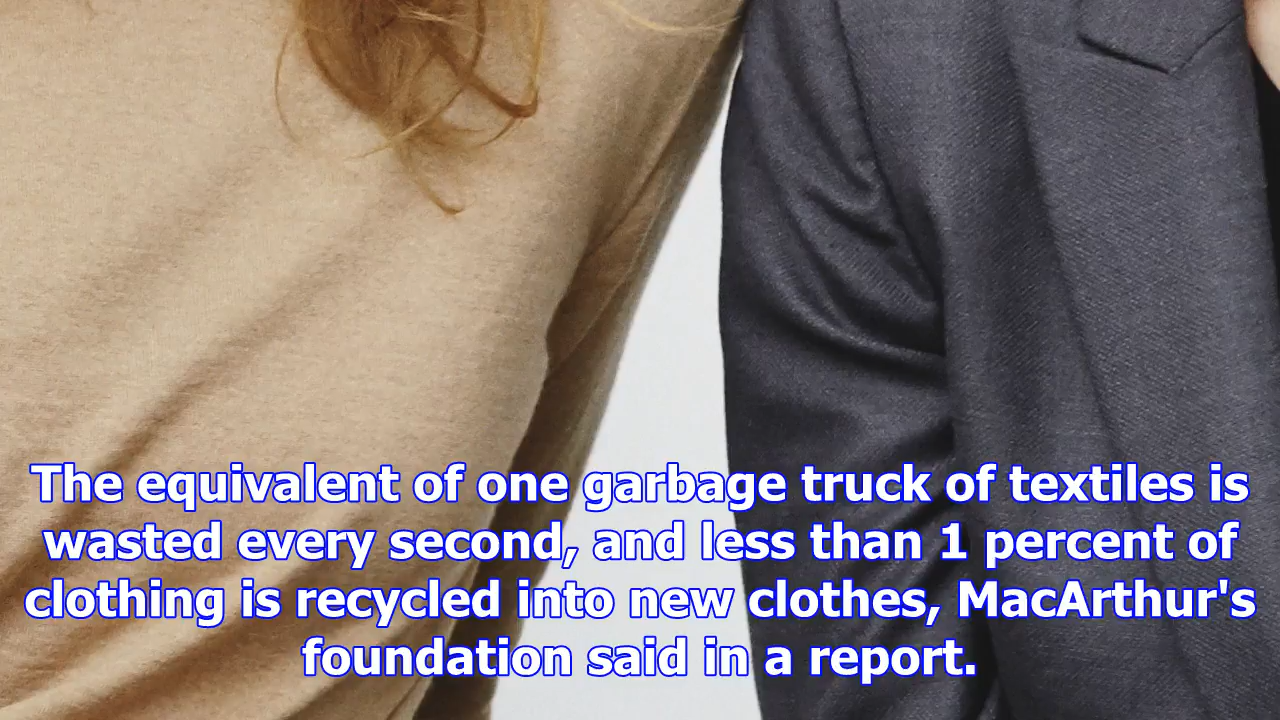 The equivalent of one garbage truck of textiles is
wasted every second, and less than 1 percent of
clothing is recycled into new clothes, MacArthur's
foundation said in a report.